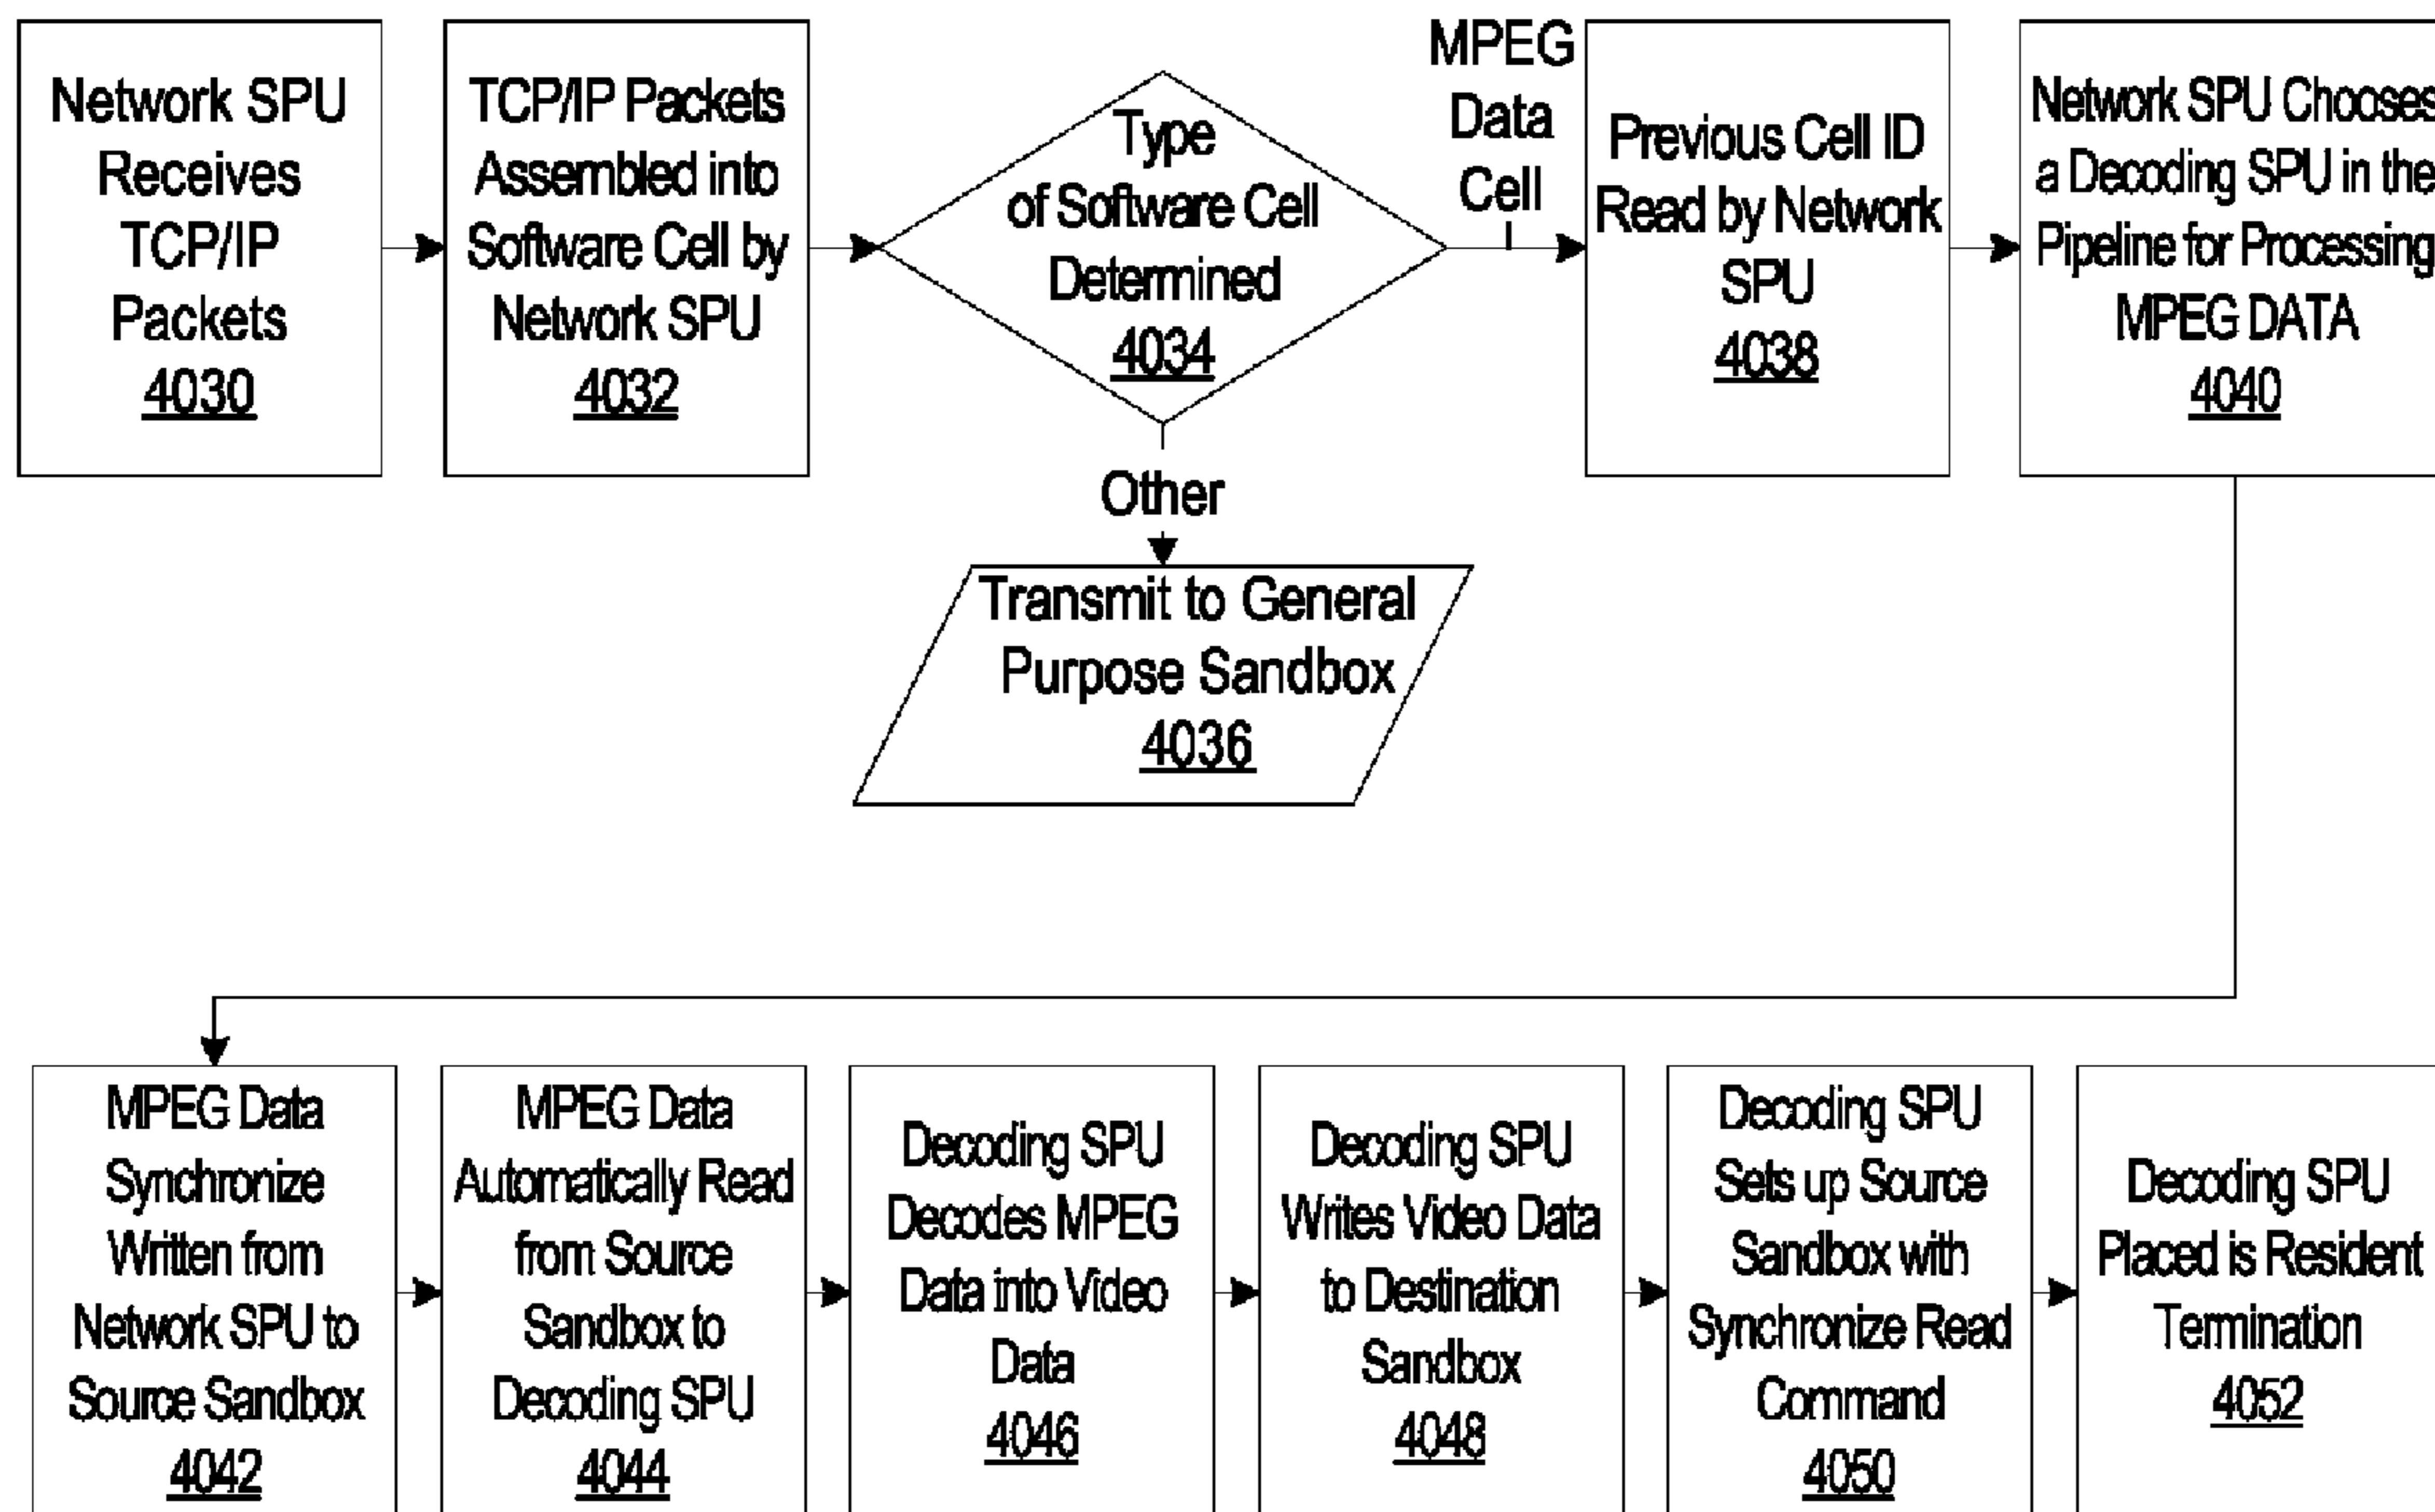 Network SPU
Receives
TCP/IP
Packets
4030
TCP/IP Packets
Assembled into
Software Cell by
Network SPU
4032
Type
of Software Cell
Determined
4034
MPEG
Data
Cell
Previous Cell ID
Read by Network
SPU
4038
Network SPU Chooses
a Decoding SPU in the
Pipeline for Processing
MPEG DATA
4040
Other
Transmit to General
Purpose Sandbox
4036
MPEG Data
Synchronize
Written from
Network SPU to
Source Sandbox
4042
MPEG Data
Automatically Read
from Source
Sandbox to
Decoding SPU
4044
Decoding SPU
Decodes MPEG
Data into Video
Data
4046
Decoding SPU
Writes Video Data
to Destination
Sandbox
4048
Decoding SPU
Sets up Source
Sandbox with
Synchronize Read
Command
4050
Decoding SPU
Placed is Resident
Termination
4052